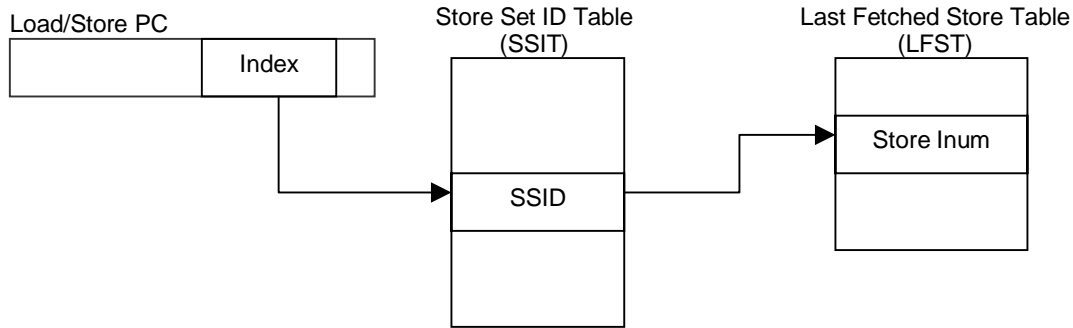 Load/Store PC
Index
Store Set ID Table
(SSIT)
SSID
Last Fetched Store Table
(LFST)
Store Inum